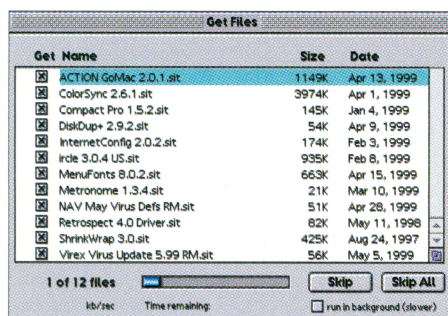 Get Files
Get Name Size Date
ACTION GoMac 2.0.1.sit 1149K Apr 13, 1999
ColorSync 2.6.1.sit 3974K Apr 1, 1999
Compact Pro 1.5.2.sit 145K Jan 4, 1999
DiskDup+ 2.9.2.sit 54K Apr 9, 1999
InternetConfig 2.0.2.sit 174K Feb 3, 1999
ircle 3.0.4 US.sit 935K Feb 8, 1999
MenuFonts 8.0.2.sit 663K Apr 15, 1999
Metronome 1.3.4.sit 21K Mar 10, 1999
NAV May Virus Defs RM.sit 51K Apr 28, 1999
Retrospect 4.0 Driver.sit 82K May 11, 1998
ShrinkWrap 3.0.sit 425K Aug 24, 1997
Virex Virus Update 5.99 RM.sit 56K May 5, 1999
1 of 12 files Skip Skip All
kb/sec Time remaining: run in background (slower)